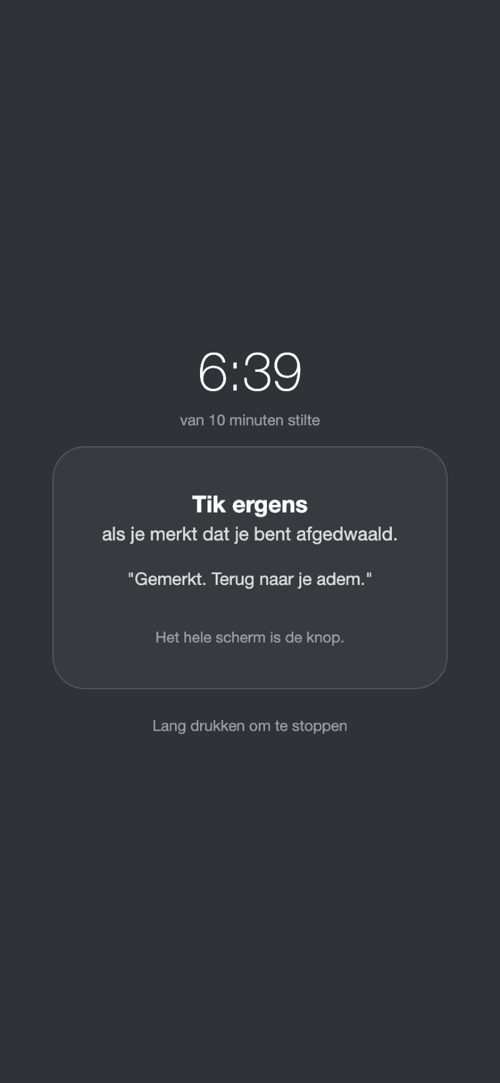 6:39
van 10 minuten stilte
Tik ergens
als je merkt dat je bent afgedwaald.
"Gemerkt. Terug naar je adem."
Het hele scherm is de knop.
Lang drukken om te stoppen